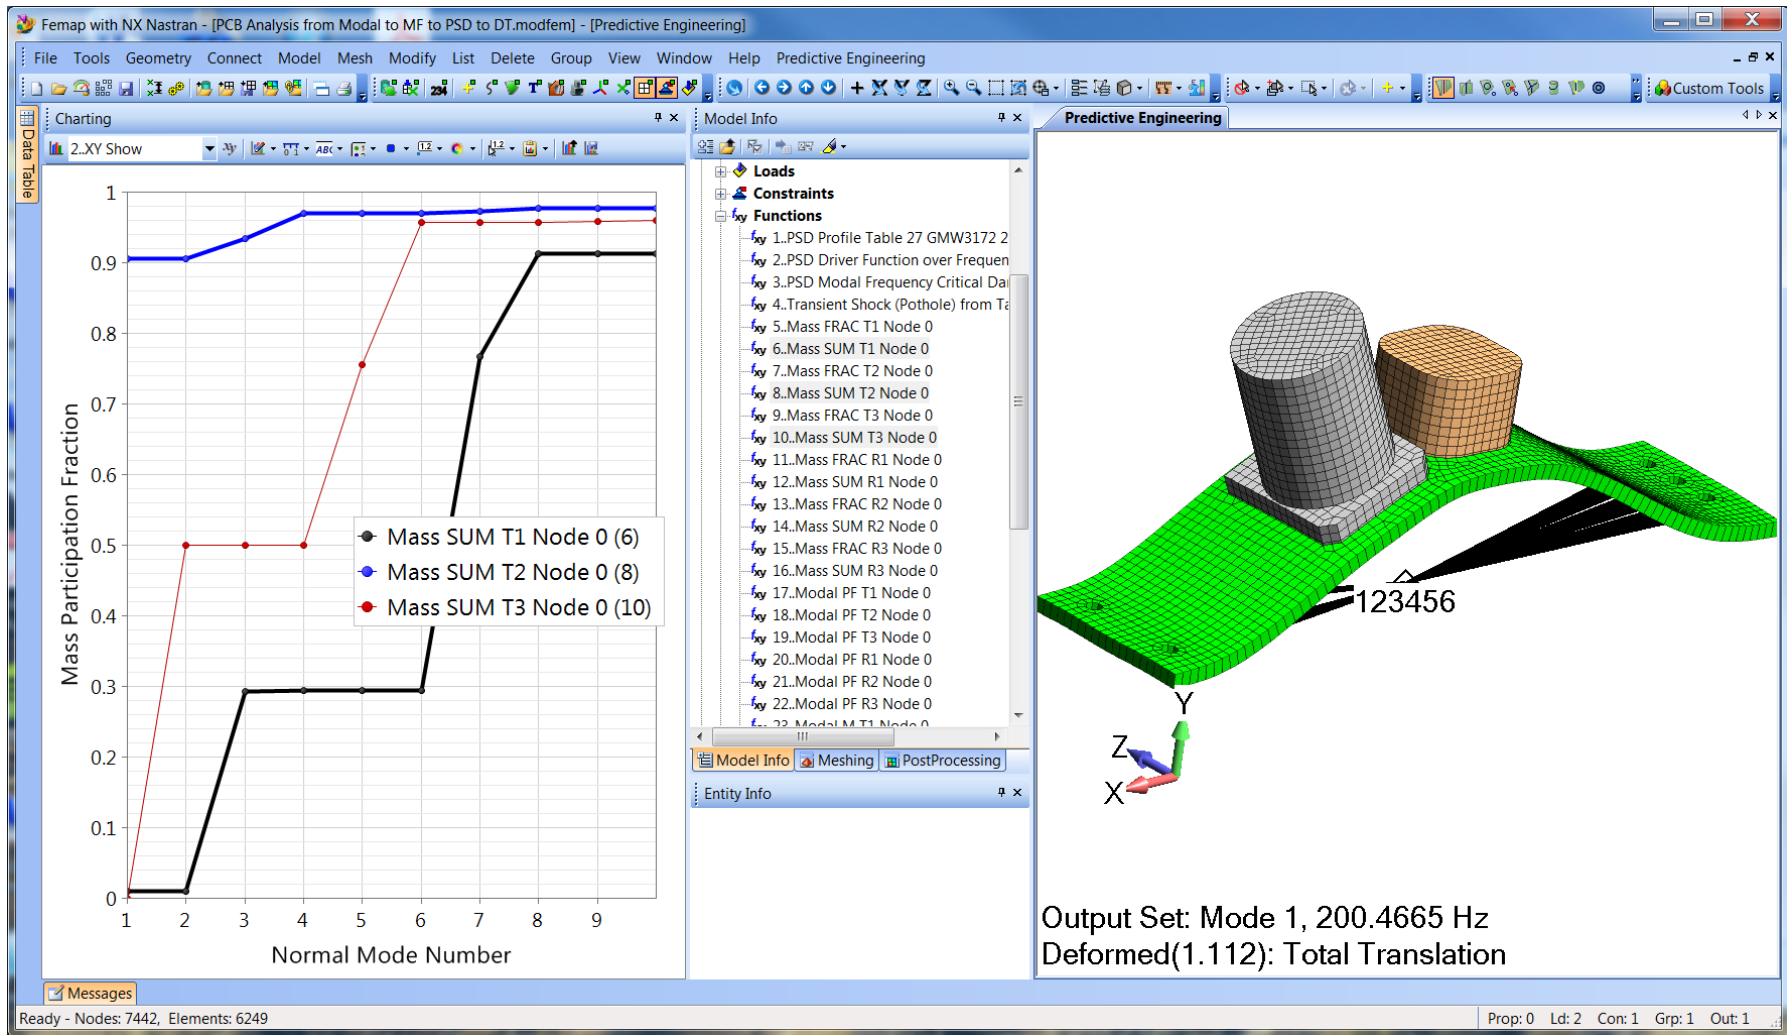 Femap with NX Nastran - [PCB Analysis from Modal to MF to PSD to DT.modfem] - [Predictive Engineering]
File Tools Geometry Connect Model Mesh Modify List Delete Group View Window Help Predictive Engineering
234
Custom Tools
Data Table
Charting
2..XY Show
Mass Participation Fraction
1
0.9
0.8
0.7
0.6
0.5
0.4
0.3
0.2
0.1
0
Mass SUM T1 Node 0 (6)
Mass SUM T2 Node 0 (8)
Mass SUM T3 Node 0 (10)
1 2 3 4 5 6 7 8 9
Normal Mode Number
Messages
Model Info
Loads
Constraints
Functions
1..PSD Profile Table 27 GMW3172 2
2..PSD Driver Function over Frequen
3..PSD Modal Frequency Critical Da
4..Transient Shock (Pothole) from Ta
5..Mass FRAC T1 Node 0
6..Mass SUM T1 Node 0
7..Mass FRAC T2 Node 0
8..Mass SUM T2 Node 0
9..Mass FRAC T3 Node 0
10..Mass SUM T3 Node 0
11..Mass FRAC R1 Node 0
12..Mass SUM R1 Node 0
13..Mass FRAC R2 Node 0
14..Mass SUM R2 Node 0
15..Mass FRAC R3 Node 0
16..Mass SUM R3 Node 0
17..Modal PF T1 Node 0
18..Modal PF T2 Node 0
19..Modal PF T3 Node 0
20..Modal PF R1 Node 0
21..Modal PF R2 Node 0
22..Modal PF R3 Node 0
23..Modal M T1 Node 0
Model Info Meshing PostProcessing
Entity Info
Predictive Engineering
123456
Y
Z
X
Output Set: Mode 1, 200.4665 Hz
Deformed(1.112): Total Translation
Ready - Nodes: 7442, Elements: 6249
Prop: 0 Ld: 2 Con: 1 Grp: 1 Out: 1